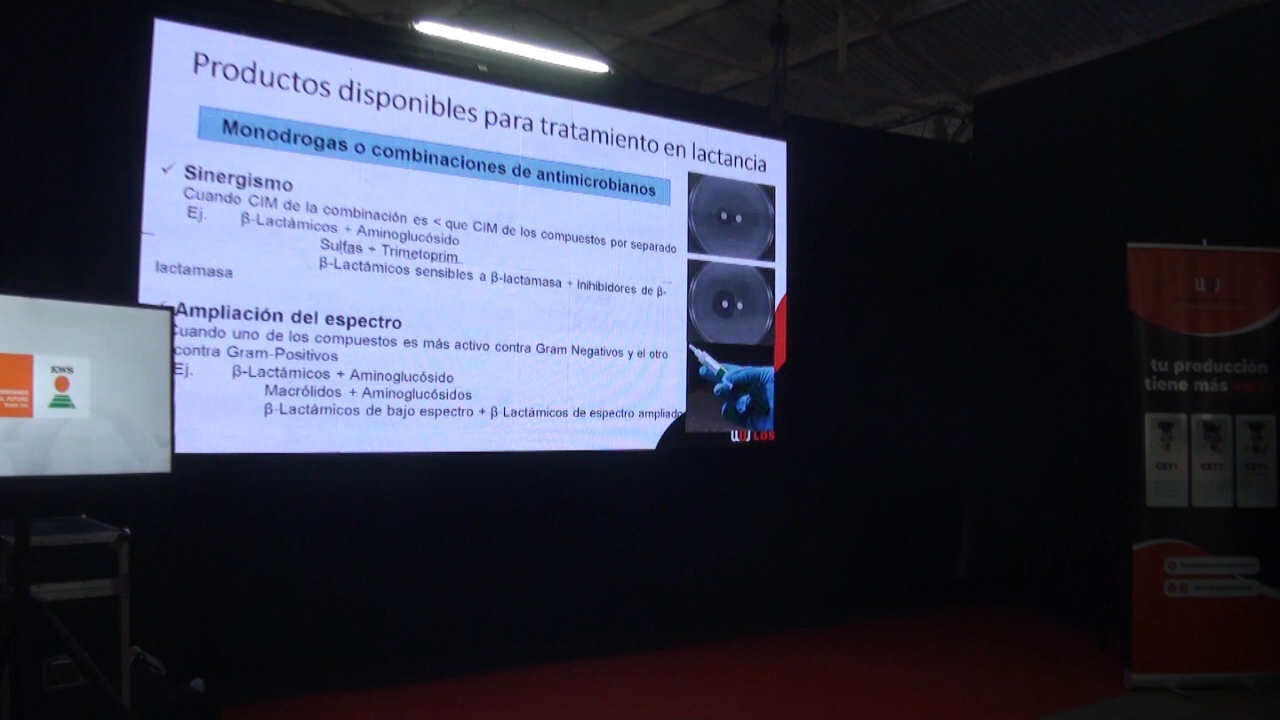 Productos disponibles para tratamiento en lactancia
Monodrogas o combinaciones de antimicrobianos
✓ Sinergismo
Cuando CIM de la combinación es < que CIM de los compuestos por separado
Ej. β-Lactámicos + Aminoglucósido
Sulfas + Trimetoprim
β-Lactámicos sensibles a β-lactamasa + Inihibidores de β-
lactamasa
Ampliación del espectro
Cuando uno de los compuestos es más activo contra Gram Negativos y el otro
contra Gram-Positivos
Ej. β-Lactámicos + Aminoglucósido
Macrólidos + Aminoglucósidos
β-Lactámicos de bajo espectro + β-Lactámicos de espectro ampliado
LDS
KWS
tu producción
tiene más